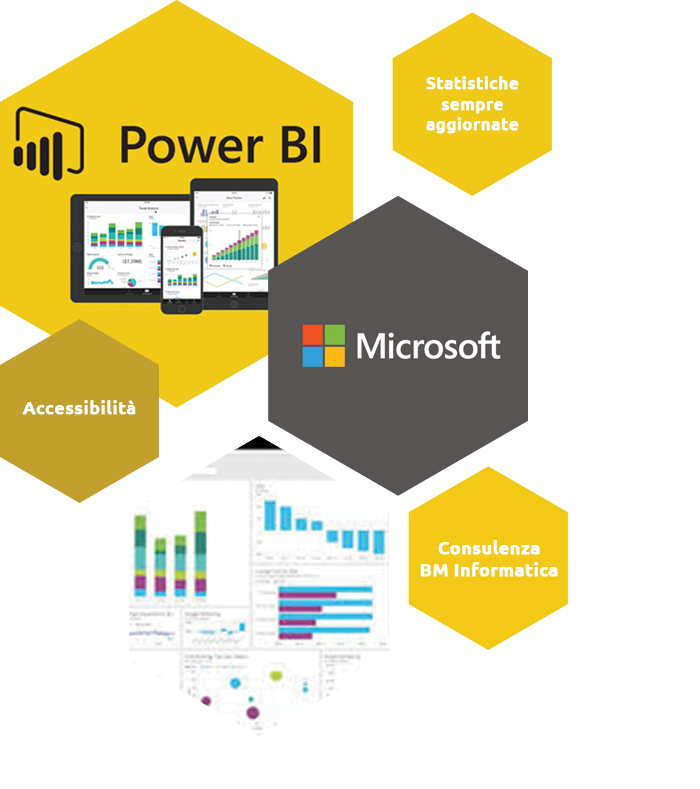 Statistiche
sempre
aggiornate
Power BI
Microsoft
Accessibilità
Consulenza
BM Informatica